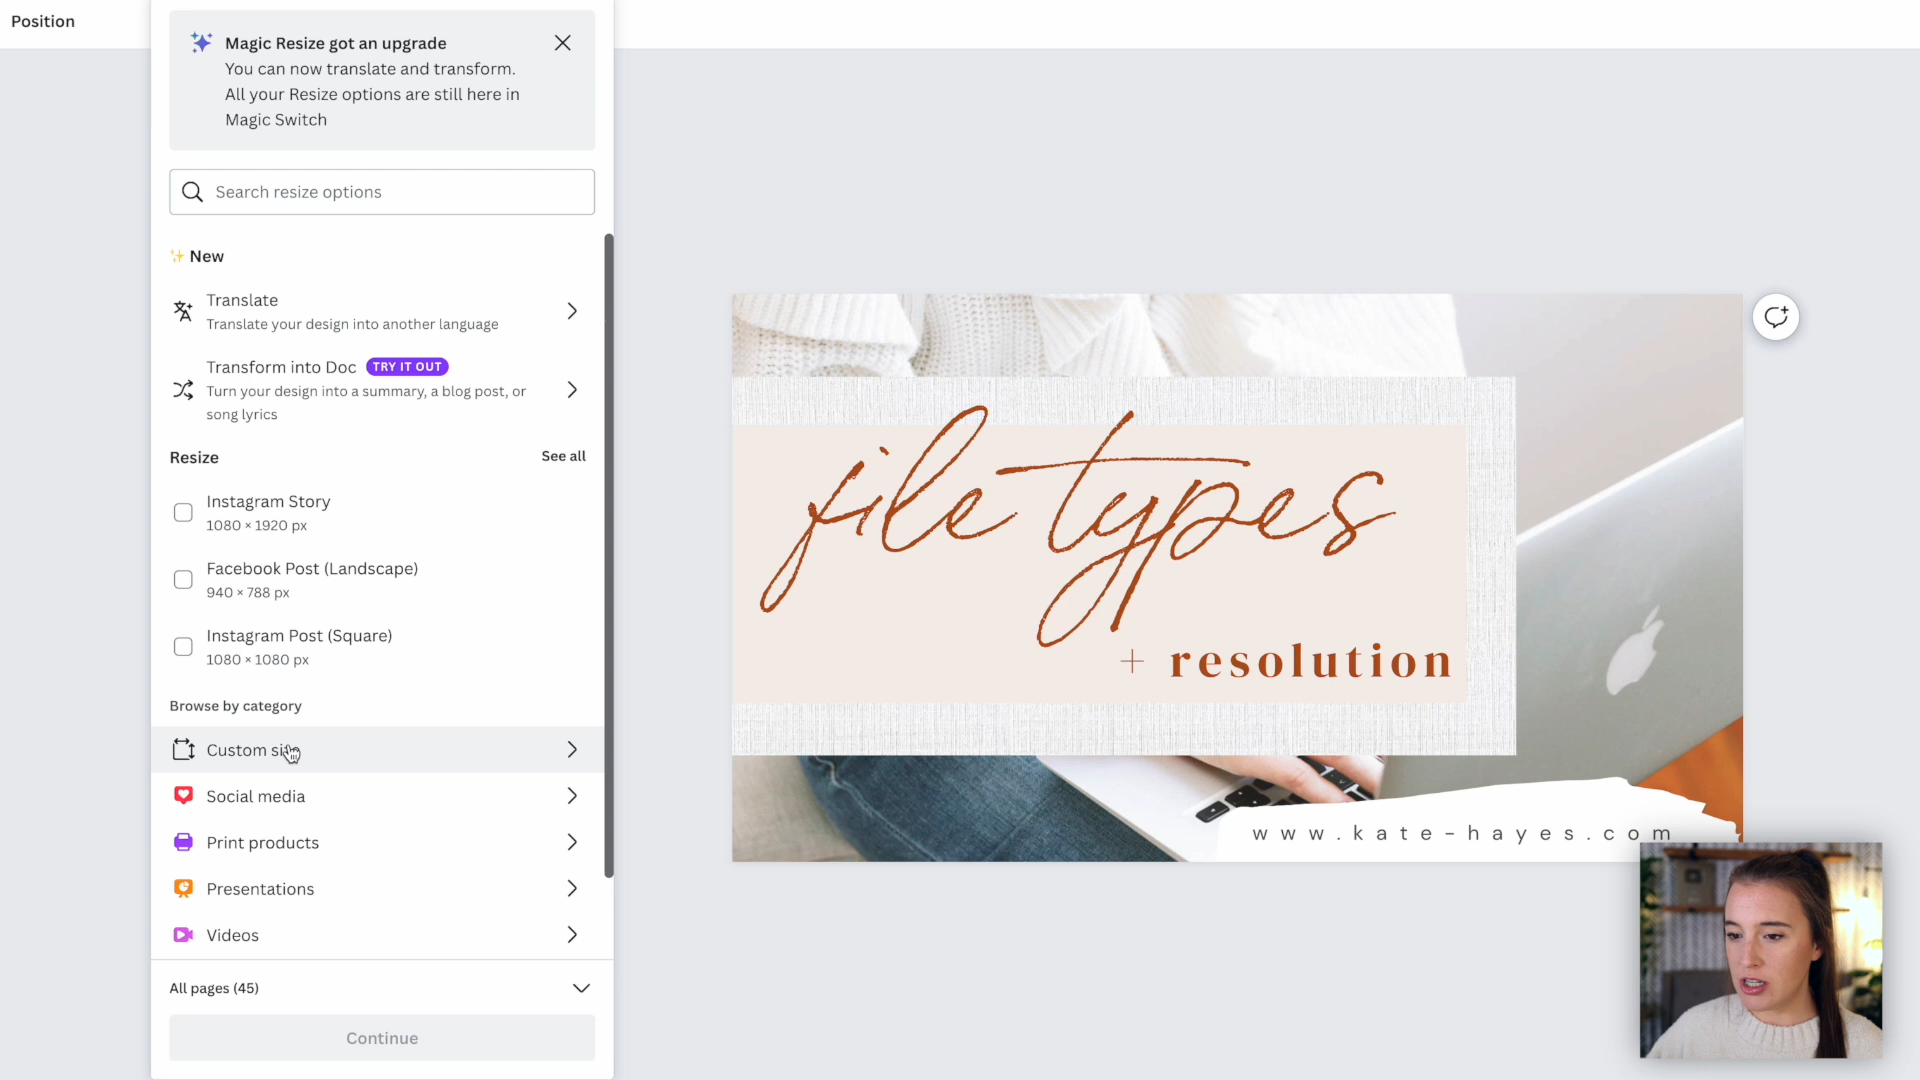 Position
Magic Resize got an upgrade
You can now translate and transform.
All your Resize options are still here in
Magic Switch
Search resize options
✨ New
Translate
Translate your design into another language
Transform into Doc TRY IT OUT
Turn your design into a summary, a blog post, or
song lyrics
Resize See all
Instagram Story
1080 × 1920 px
Facebook Post (Landscape)
940 × 788 px
Instagram Post (Square)
1080 × 1080 px
Browse by category
Custom size
Social media
Print products
Presentations
Videos
All pages (45)
Continue
file types
+ resolution
www.kate-hayes.com